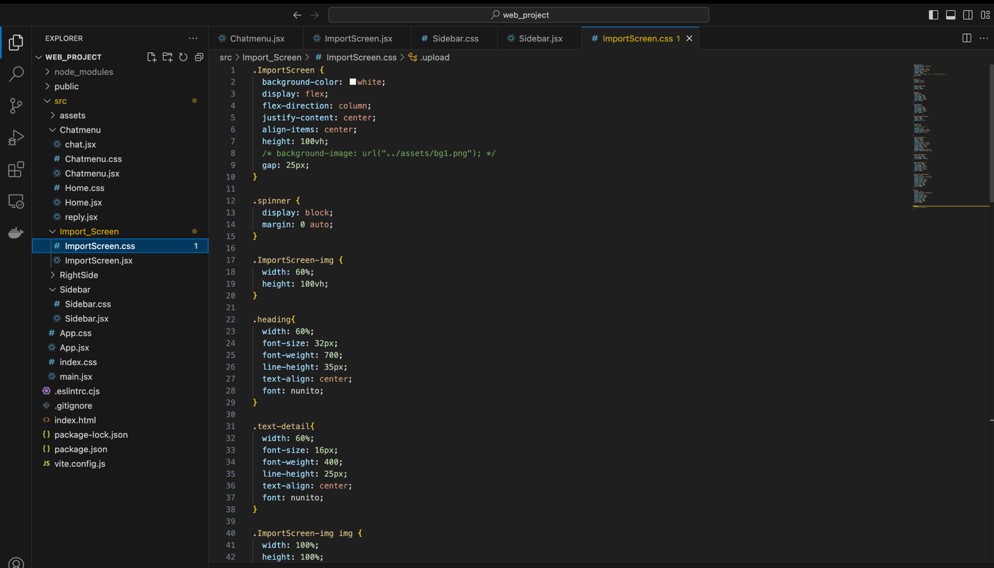 web_project
EXPLORER
WEB_PROJECT
node_modules
public
src
assets
Chatmenu
chat.jsx
Chatmenu.css
Chatmenu.jsx
Home.css
Home.jsx
reply.jsx
Import_Screen
ImportScreen.css 1
ImportScreen.jsx
RightSide
Sidebar
Sidebar.css
Sidebar.jsx
App.css
App.jsx
index.css
main.jsx
.eslintrc.cjs
.gitignore
index.html
package-lock.json
package.json
JS vite.config.js
Chatmenu.jsx ImportScreen.jsx # Sidebar.css Sidebar.jsx # ImportScreen.css 1
src > Import_Screen > # ImportScreen.css > .upload
1 .ImportScreen {
2 background-color: white;
3 display: flex;
4 flex-direction: column;
5 justify-content: center;
6 align-items: center;
7 height: 100vh;
8 /* background-image: url("../assets/bg1.png"); */
9 gap: 25px;
10 }
11
12 .spinner {
13 display: block;
14 margin: 0 auto;
15 }
16
17 .ImportScreen-img {
18 width: 60%;
19 height: 100vh;
20 }
21
22 .heading{
23 width: 60%;
24 font-size: 32px;
25 font-weight: 700;
26 line-height: 35px;
27 text-align: center;
28 font: nunito;
29 }
30
31 .text-detail{
32 width: 60%;
33 font-size: 16px;
34 font-weight: 400;
35 line-height: 25px;
36 text-align: center;
37 font: nunito;
38 }
39
40 .ImportScreen-img img {
41 width: 100%;
42 height: 100%;